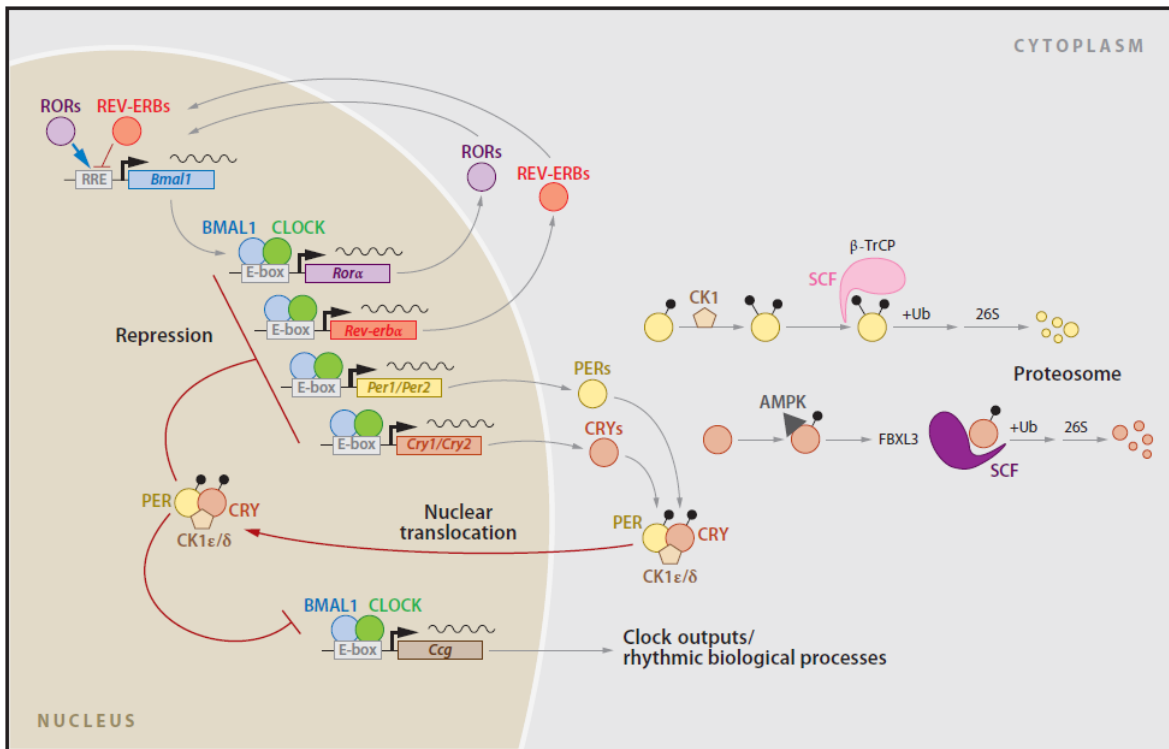 CYTOPLASM
RORs REV-ERBs
RRE Bmal1
RORs
REV-ERBs
BMAL1 CLOCK
E-box Rorα
E-box Rev-erbα
Repression
E-box Per1/Per2
E-box Cry1/Cry2
PERs
CRYs
β-TrCP
SCF
CK1
+Ub 26S
Proteosome
AMPK
FBXL3
+Ub 26S
SCF
PER
CRY
CK1ε/δ
Nuclear
translocation
PER
CRY
CK1ε/δ
BMAL1 CLOCK
E-box Ccg
Clock outputs/
rhythmic biological processes
NUCLEUS